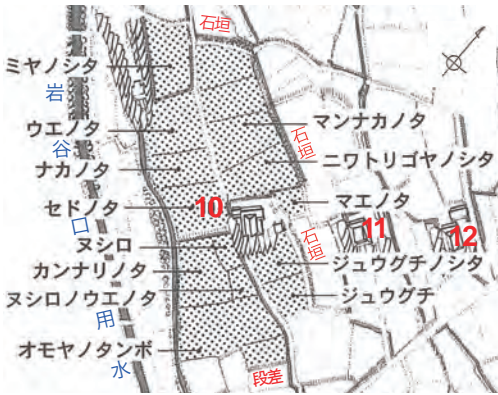 石垣
ミヤノシタ
岩谷口用水
ウエノタ
マンナカノタ
石垣
ナカノタ
ニワトリゴヤノシタ
セドノタ
10
マエノタ
11
12
ヌシロ
石垣
カンナリノタ
ジュウグチノシタ
ヌシロノウエノタ
ジュウグチ
オモヤノタンボ
段差